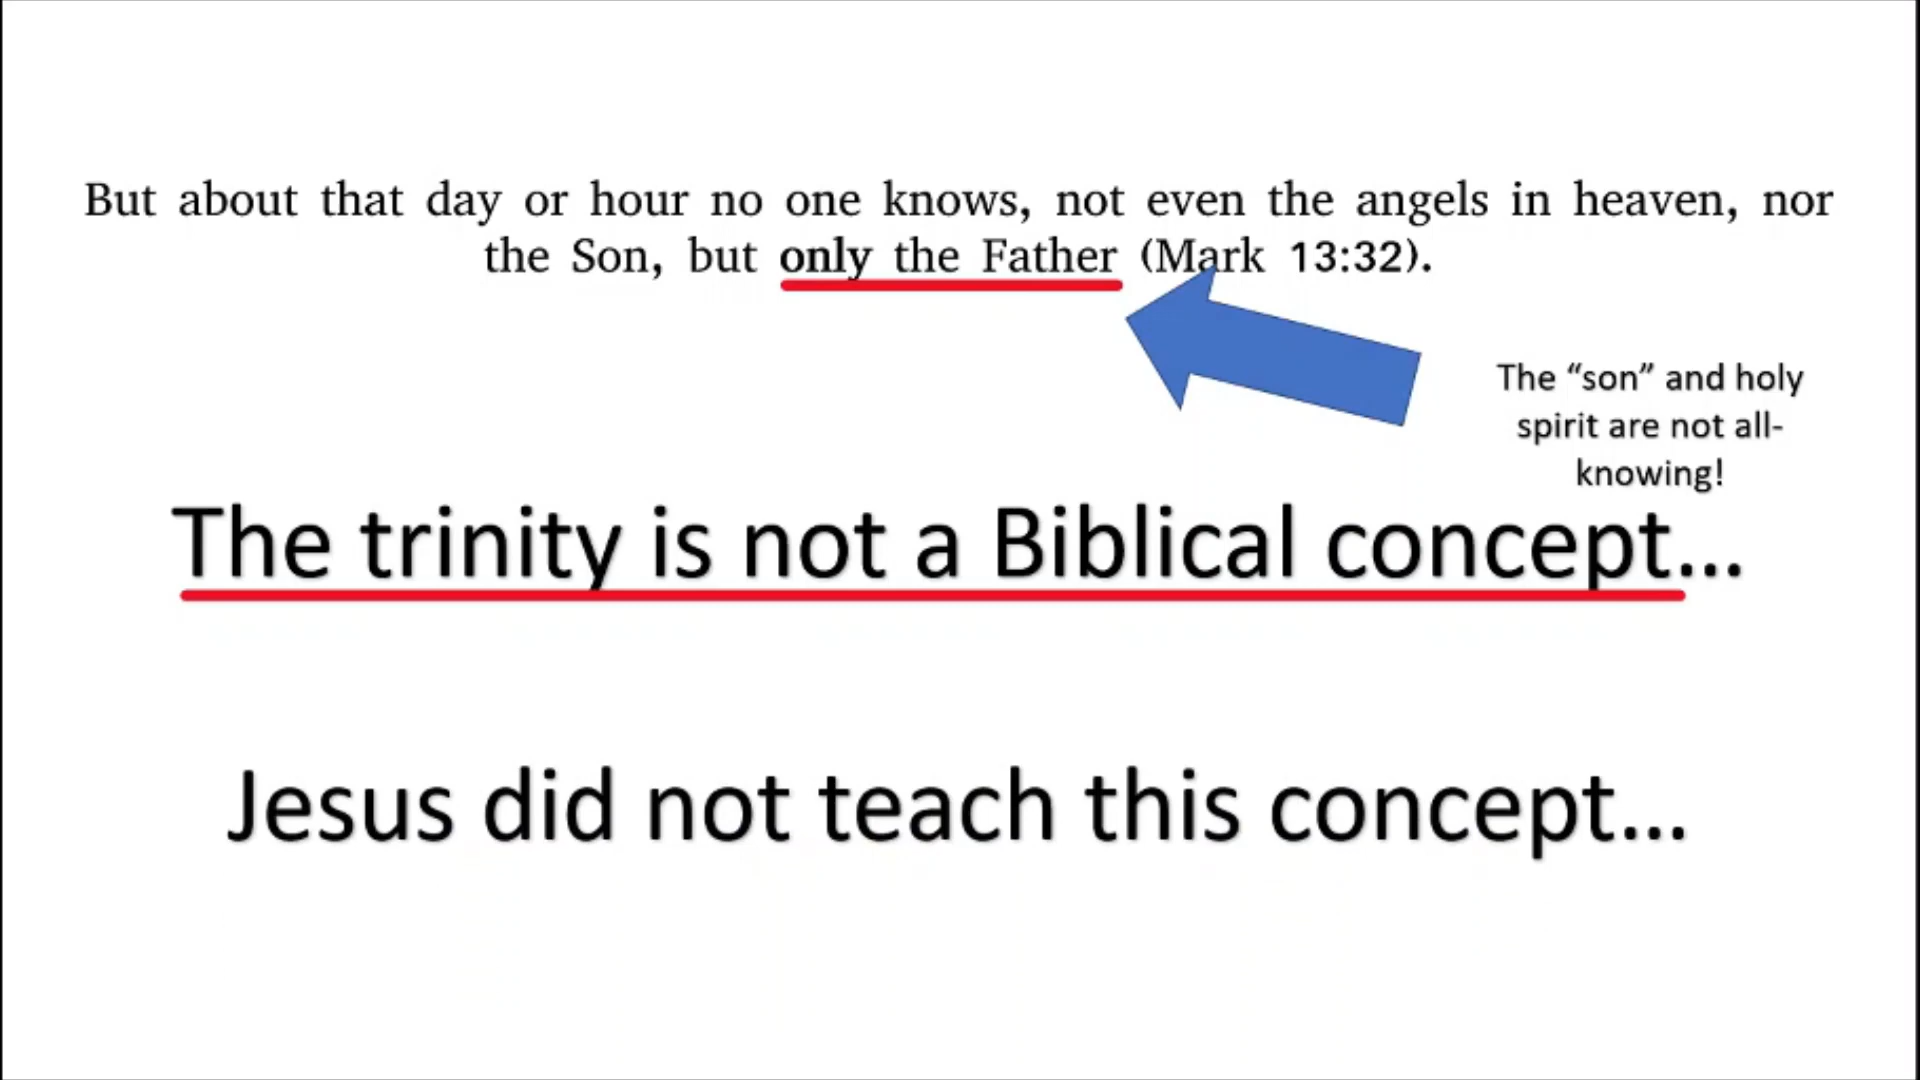 But about that day or hour no one knows, not even the angels in heaven, nor
the Son, but only the Father (Mark 13:32).
The “son” and holy
spirit are not all-
knowing!
The trinity is not a Biblical concept...
Jesus did not teach this concept...